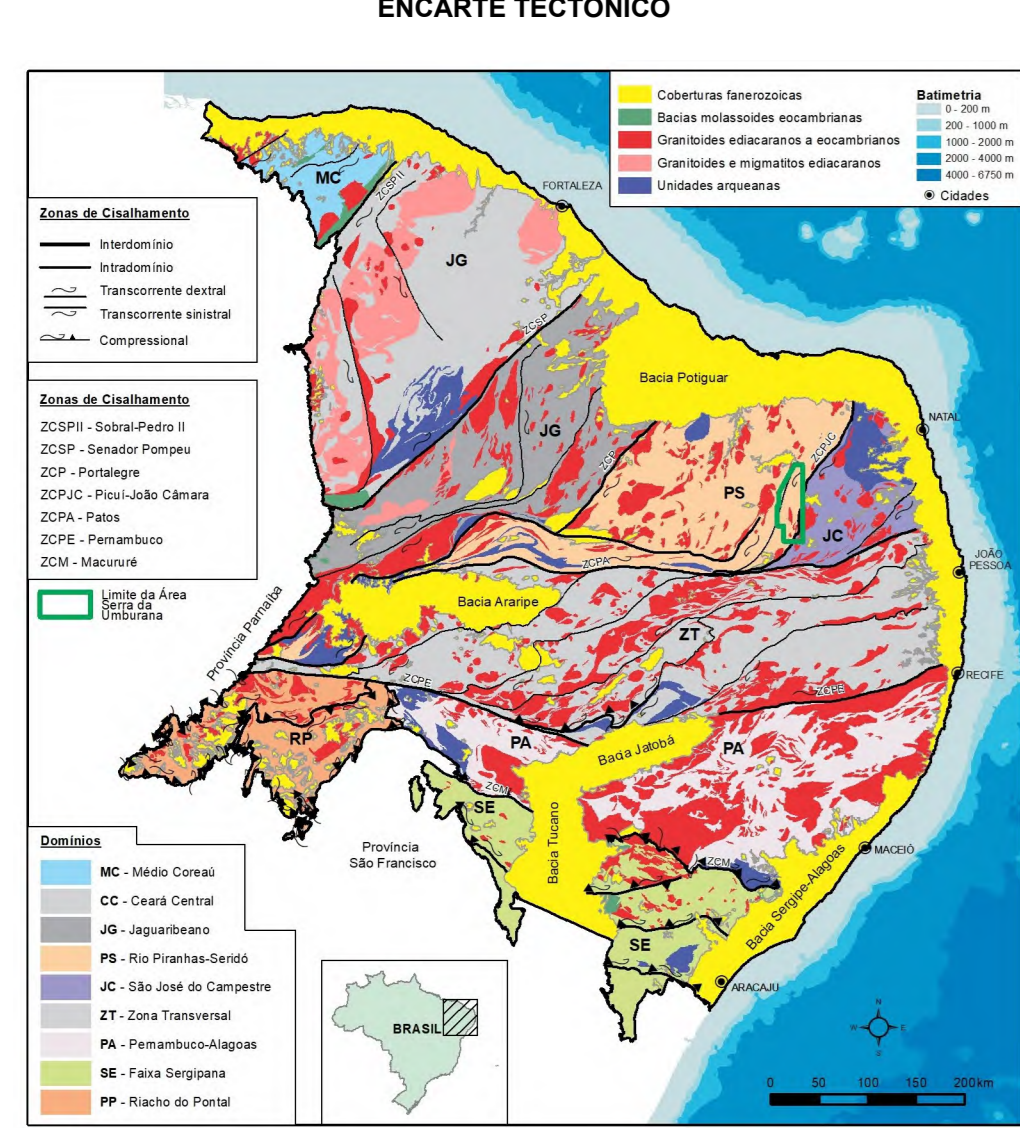 ENCARTE TECTÔNICO
Coberturas fanerozoicas
Bacias molassoides eocambrianas
Granitoides ediacaranos a eocambrianos
Granitoides e migmatitos ediacaranos
Unidades arqueanas
Batimetria
0 - 200 m
200 - 1000 m
1000 - 2000 m
2000 - 4000 m
4000 - 6750 m
Cidades
Zonas de Cisalhamento
Interdomínio
Intradomínio
Transcorrente dextral
Transcorrente sinistral
Compressional
Zonas de Cisalhamento
ZCSPII - Sobral-Pedro II
ZCSP - Senador Pompeu
ZCP - Portalegre
ZCPJC - Picuí-João Câmara
ZCPA - Patos
ZCPE - Pernambuco
ZCM - Macururé
Limite da Área
Serra da
Umburana
MC
ZCSPII
FORTALEZA
JG
ZCSP
Bacia Potiguar
NATAL
JG
ZCP
ZCPJC
PS
JC
JOÃO
PESSOA
ZCPA
Bacia Araripe
ZT
Província Parnaíba
ZCPE
ZCPE
RECIFE
RP
PA
Bacia Jatobá
PA
ZCM
SE
Bacia Tucano
Província
São Francisco
ZCM
MACEIÓ
Bacia Sergipe-Alagoas
SE
ARACAJU
Domínios
MC - Médio Coreaú
CC - Ceará Central
JG - Jaguaribeano
PS - Rio Piranhas-Seridó
JC - São José do Campestre
ZT - Zona Transversal
PA - Pernambuco-Alagoas
SE - Faixa Sergipana
PP - Riacho do Pontal
BRASIL
N
W
E
S
0 50 100 150 200km